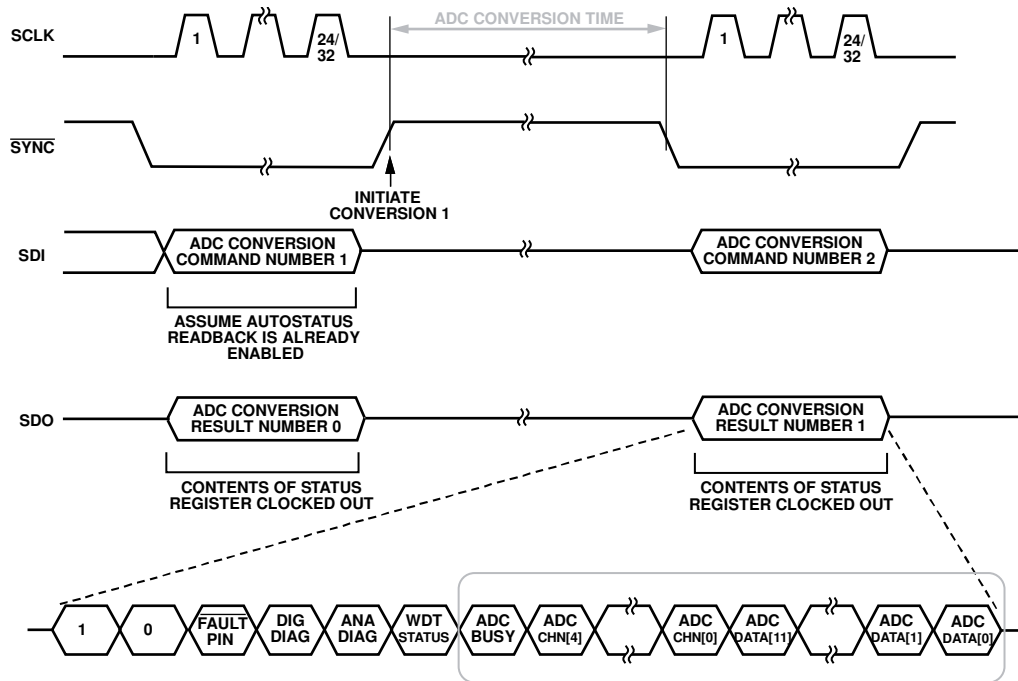 ADC CONVERSION TIME
SCLK
1
24/
32
1
24/
32
SYNC
INITIATE
CONVERSION 1
SDI
ADC CONVERSION
COMMAND NUMBER 1
ADC CONVERSION
COMMAND NUMBER 2
ASSUME AUTOSTATUS
READBACK IS ALREADY
ENABLED
SDO
ADC CONVERSION
RESULT NUMBER 0
ADC CONVERSION
RESULT NUMBER 1
CONTENTS OF STATUS
REGISTER CLOCKED OUT
CONTENTS OF STATUS
REGISTER CLOCKED OUT
1
0
FAULT
PIN
DIG
DIAG
ANA
DIAG
WDT
STATUS
ADC
BUSY
ADC
CHN[4]
ADC
CHN[0]
ADC
DATA[11]
ADC
DATA[1]
ADC
DATA[0]